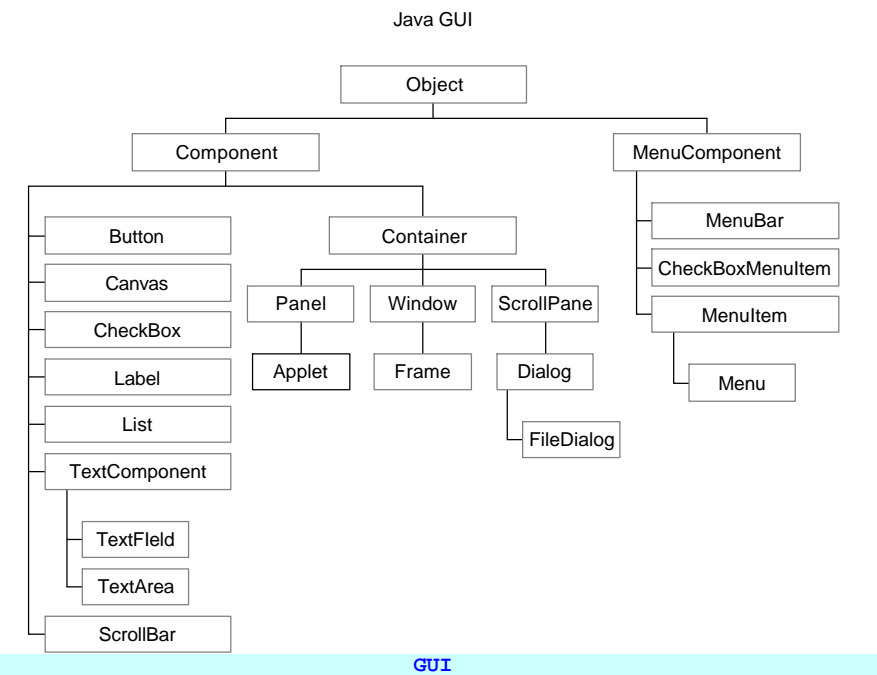 Java GUI
Object
Component
MenuComponent
Button
Canvas
CheckBox
Label
List
TextComponent
TextFIeld
TextArea
ScrollBar
Container
Panel
Window
ScrollPane
Applet
Frame
Dialog
FileDialog
MenuBar
CheckBoxMenuItem
MenuItem
Menu
GUI